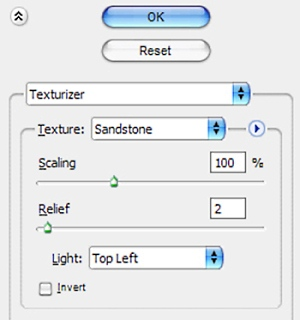 OK
Reset
Texturizer
Texture: Sandstone
Scaling 100 %
Relief 2
Light: Top Left
Invert